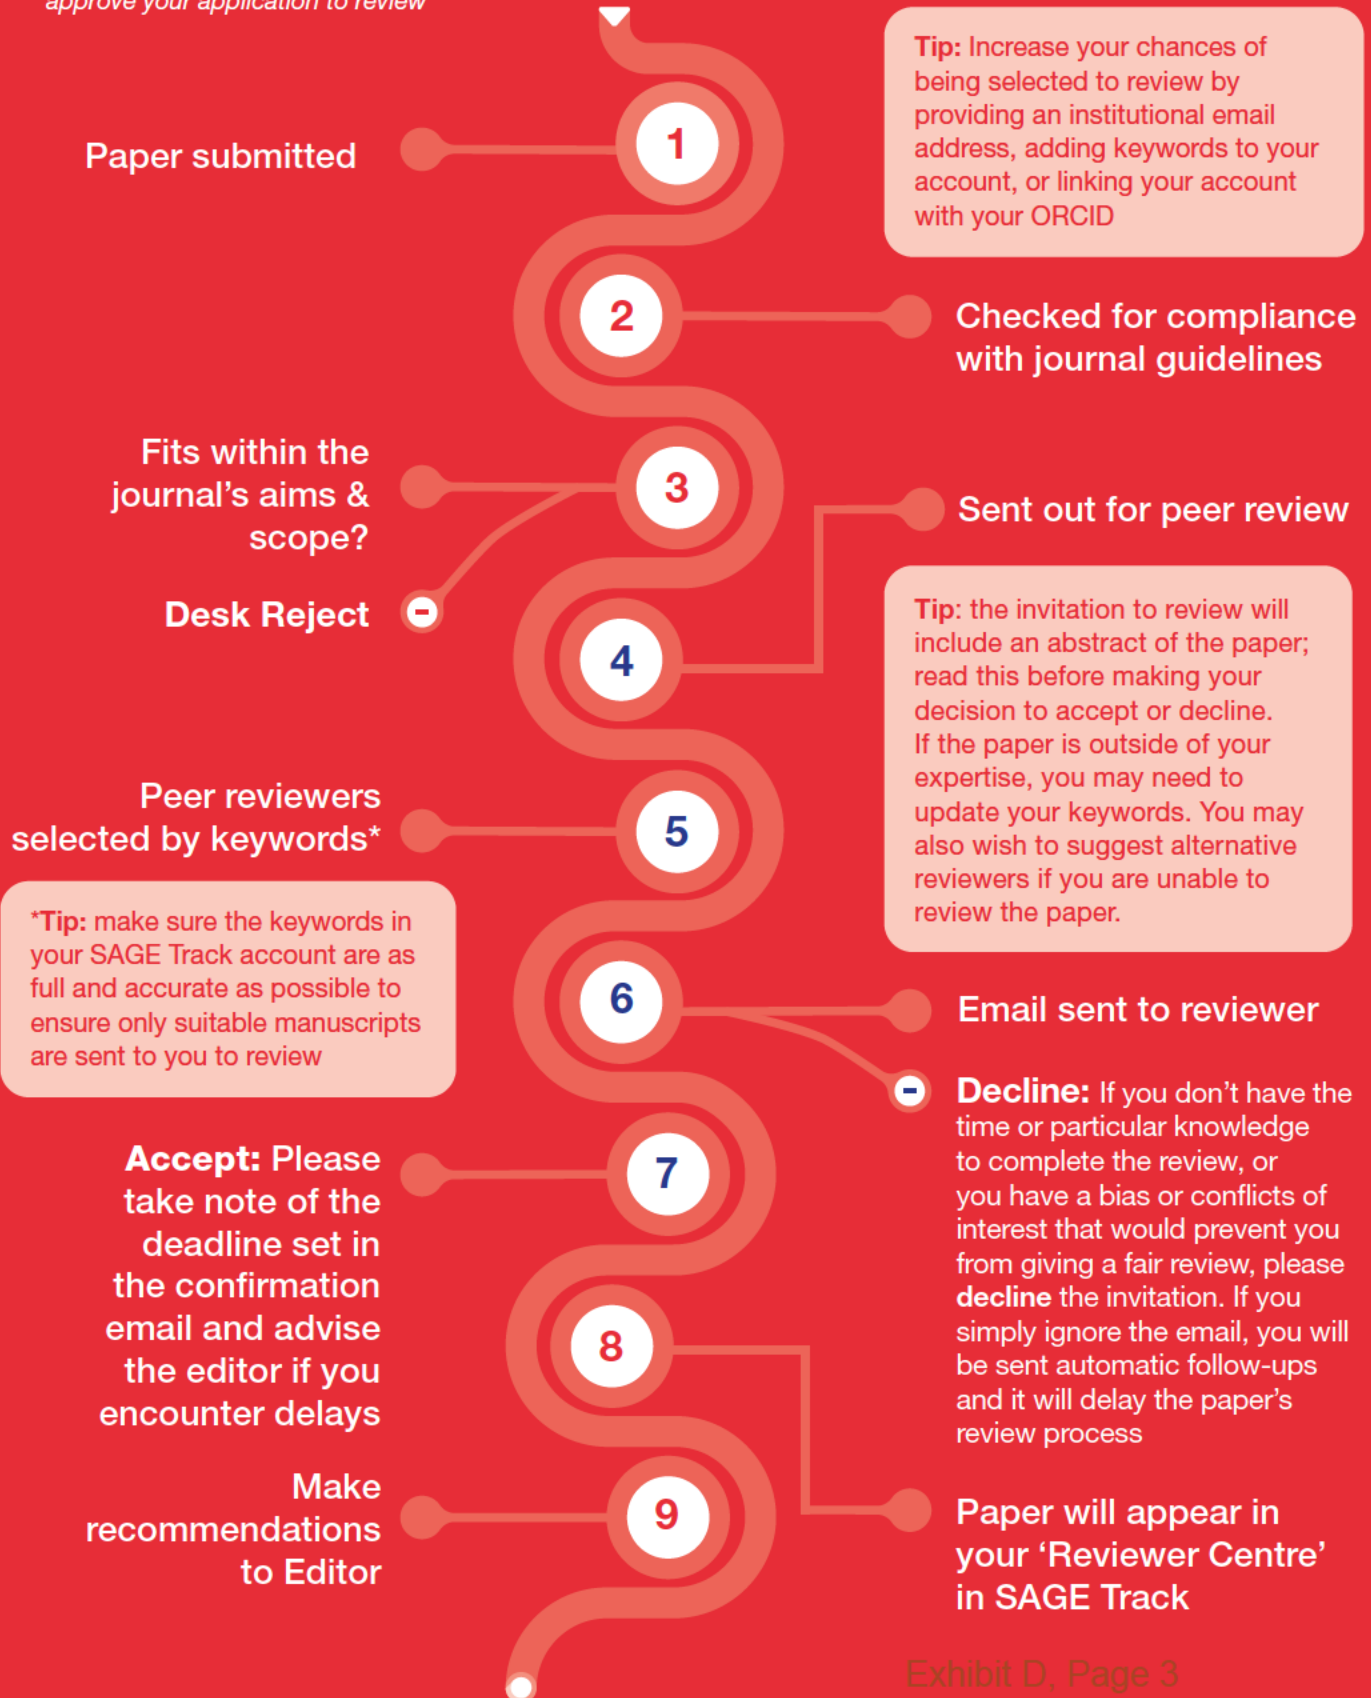 approve your application to review
Tip: Increase your chances of
being selected to review by
providing an institutional email
address, adding keywords to your
account, or linking your account
with your ORCID
1
Paper submitted
2
Checked for compliance
with journal guidelines
3
Fits within the
journal's aims &
scope?
Desk Reject
4
Sent out for peer review
Tip: the invitation to review will
include an abstract of the paper;
read this before making your
decision to accept or decline.
If the paper is outside of your
expertise, you may need to
update your keywords. You may
also wish to suggest alternative
reviewers if you are unable to
review the paper.
5
Peer reviewers
selected by keywords*
*Tip: make sure the keywords in
your SAGE Track account are as
full and accurate as possible to
ensure only suitable manuscripts
are sent to you to review
6
Email sent to reviewer
Decline: If you don't have the
time or particular knowledge
to complete the review, or
you have a bias or conflicts of
interest that would prevent you
from giving a fair review, please
decline the invitation. If you
simply ignore the email, you will
be sent automatic follow-ups
and it will delay the paper's
review process
7
Accept: Please
take note of the
deadline set in
the confirmation
email and advise
the editor if you
encounter delays
8
Paper will appear in
your 'Reviewer Centre'
in SAGE Track
9
Make
recommendations
to Editor
Exhibit D, Page 3